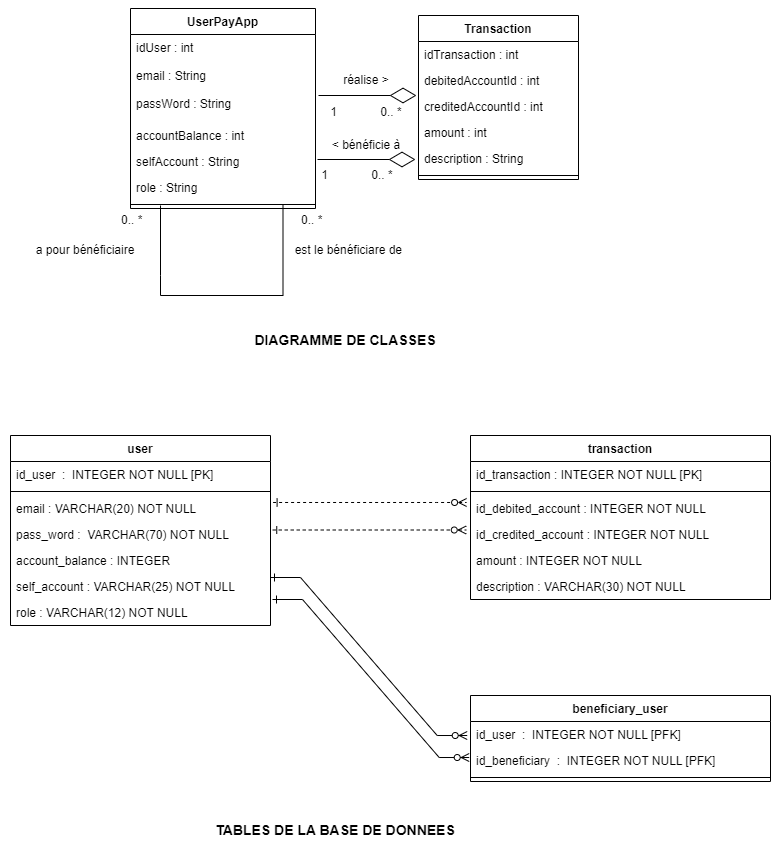 UserPayApp
idUser : int
email : String
passWord : String
accountBalance : int
selfAccount : String
role : String
réalise >
1
0.. *
< bénéficie à
1
0.. *
Transaction
idTransaction : int
debitedAccountId : int
creditedAccountId : int
amount : int
description : String
0.. *
0.. *
a pour bénéficiaire
est le bénéficiare de
DIAGRAMME DE CLASSES
user
id_user : INTEGER NOT NULL [PK]
email : VARCHAR(20) NOT NULL
pass_word : VARCHAR(70) NOT NULL
account_balance : INTEGER
self_account : VARCHAR(25) NOT NULL
role : VARCHAR(12) NOT NULL
transaction
id_transaction : INTEGER NOT NULL [PK]
id_debited_account : INTEGER NOT NULL
id_credited_account : INTEGER NOT NULL
amount : INTEGER NOT NULL
description : VARCHAR(30) NOT NULL
beneficiary_user
id_user : INTEGER NOT NULL [PFK]
id_beneficiary : INTEGER NOT NULL [PFK]
TABLES DE LA BASE DE DONNEES